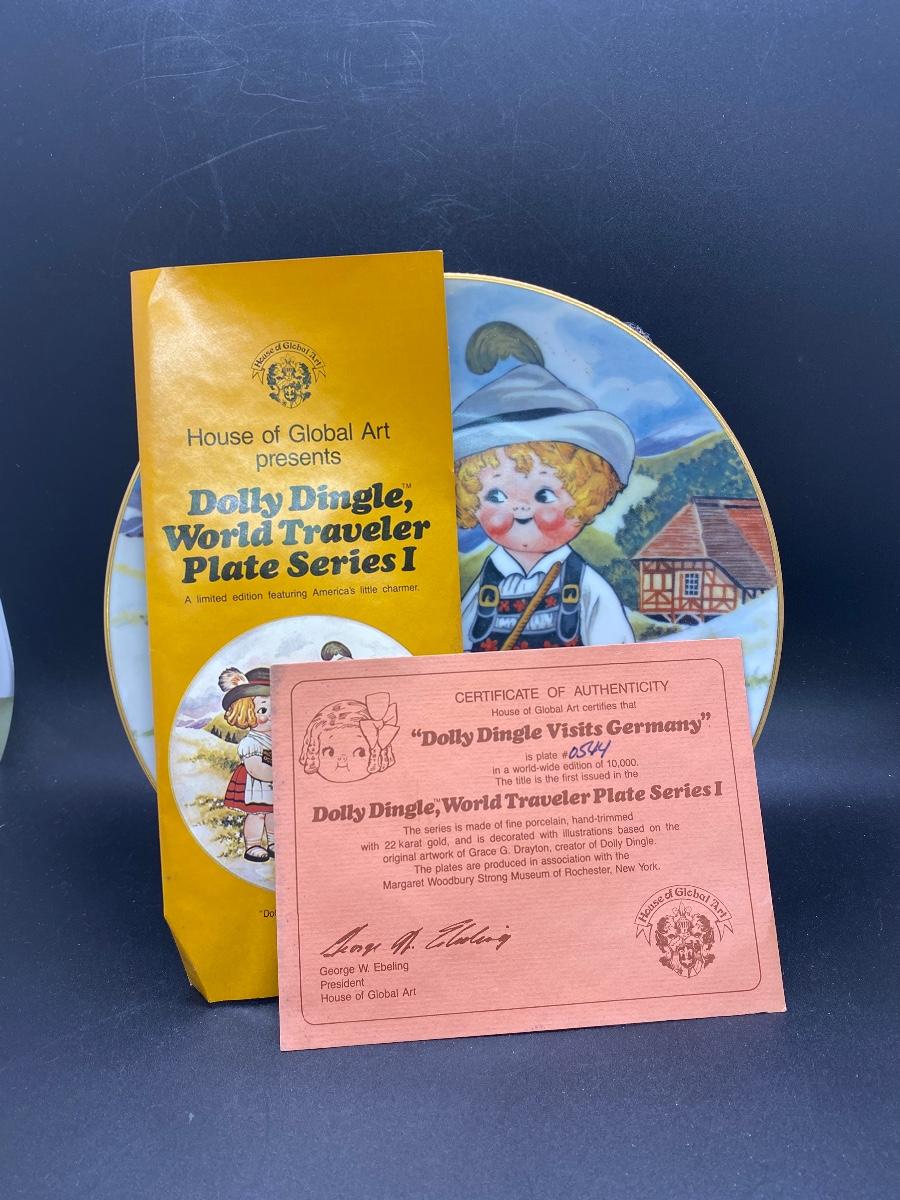 House of Global Art
House of Global Art
presents
Dolly Dingle,™
World Traveler
Plate Series I
A limited edition featuring America's little charmer.
CERTIFICATE OF AUTHENTICITY
House of Global Art certifies that
"Dolly Dingle Visits Germany"
is plate #0544
in a world-wide edition of 10,000.
The title is the first issued in the
Dolly Dingle,™ World Traveler Plate Series I
The series is made of fine porcelain, hand-trimmed
with 22 karat gold, and is decorated with illustrations based on the
original artwork of Grace G. Drayton, creator of Dolly Dingle.
The plates are produced in association with the
Margaret Woodbury Strong Museum of Rochester, New York.
George W. Ebeling
George W. Ebeling
President
House of Global Art
House of Global Art